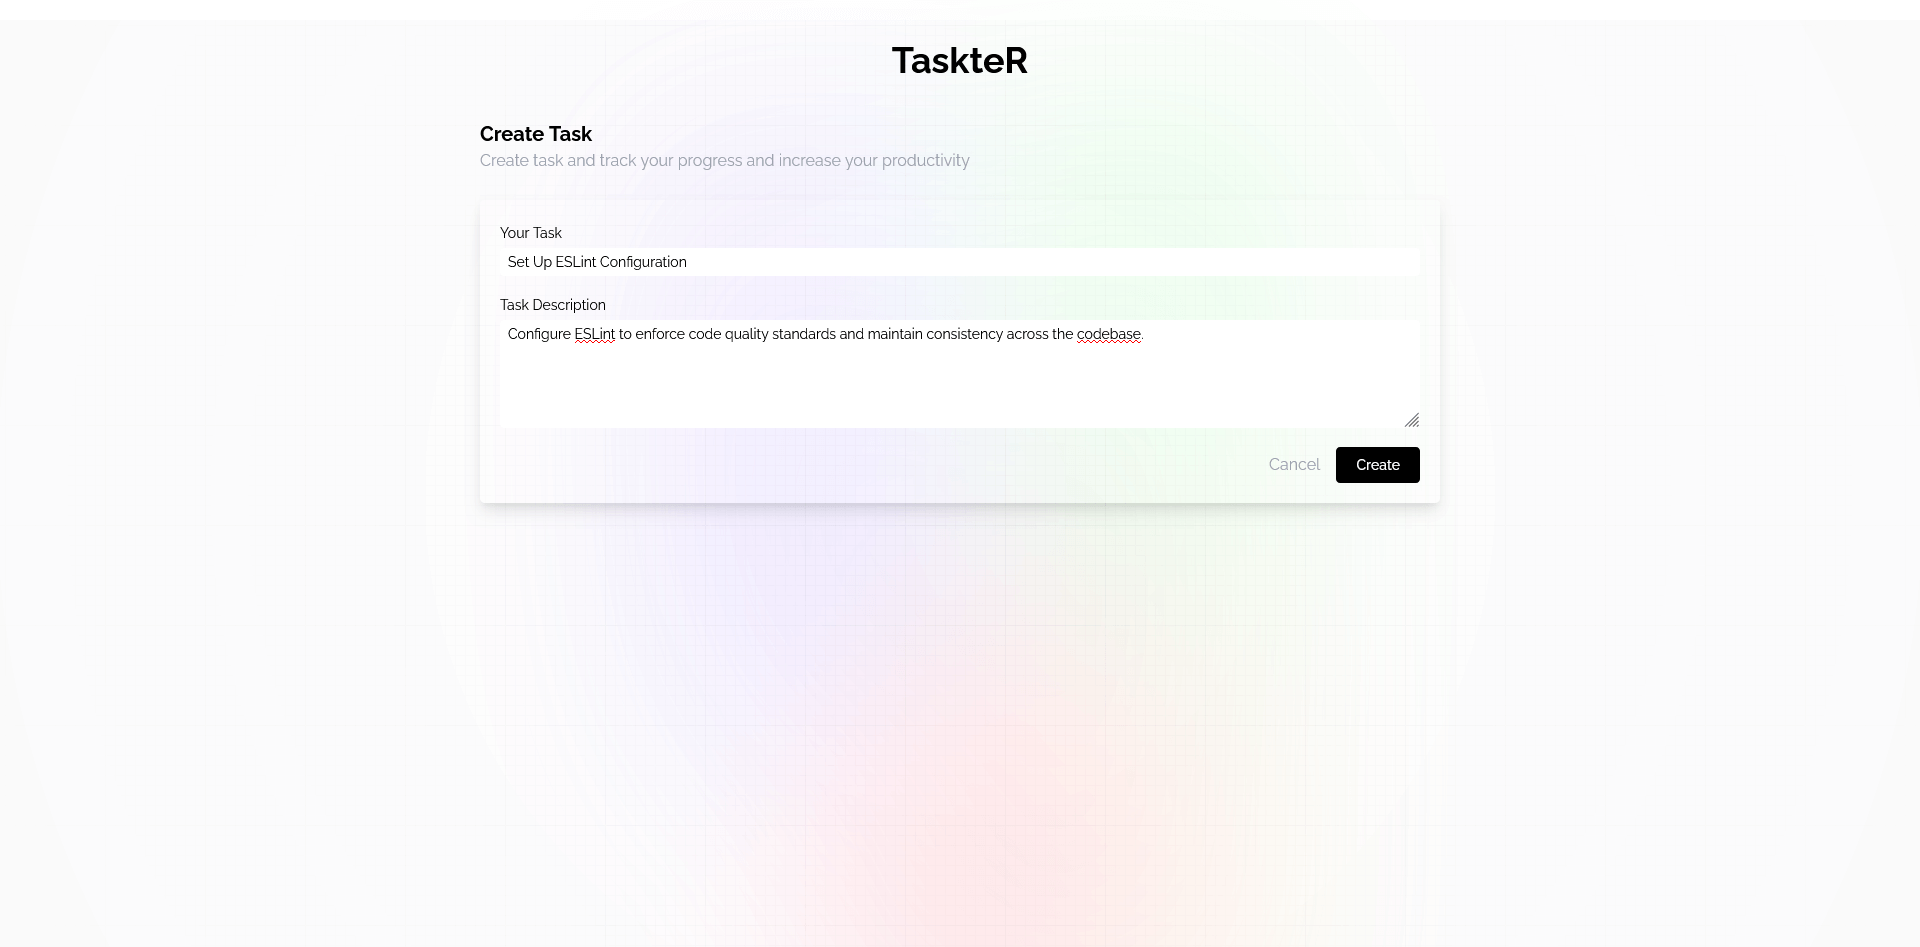 TaskteR
Create Task
Create task and track your progress and increase your productivity
Your Task
Set Up ESLint Configuration
Task Description
Configure ESLint to enforce code quality standards and maintain consistency across the codebase.
Cancel
Create